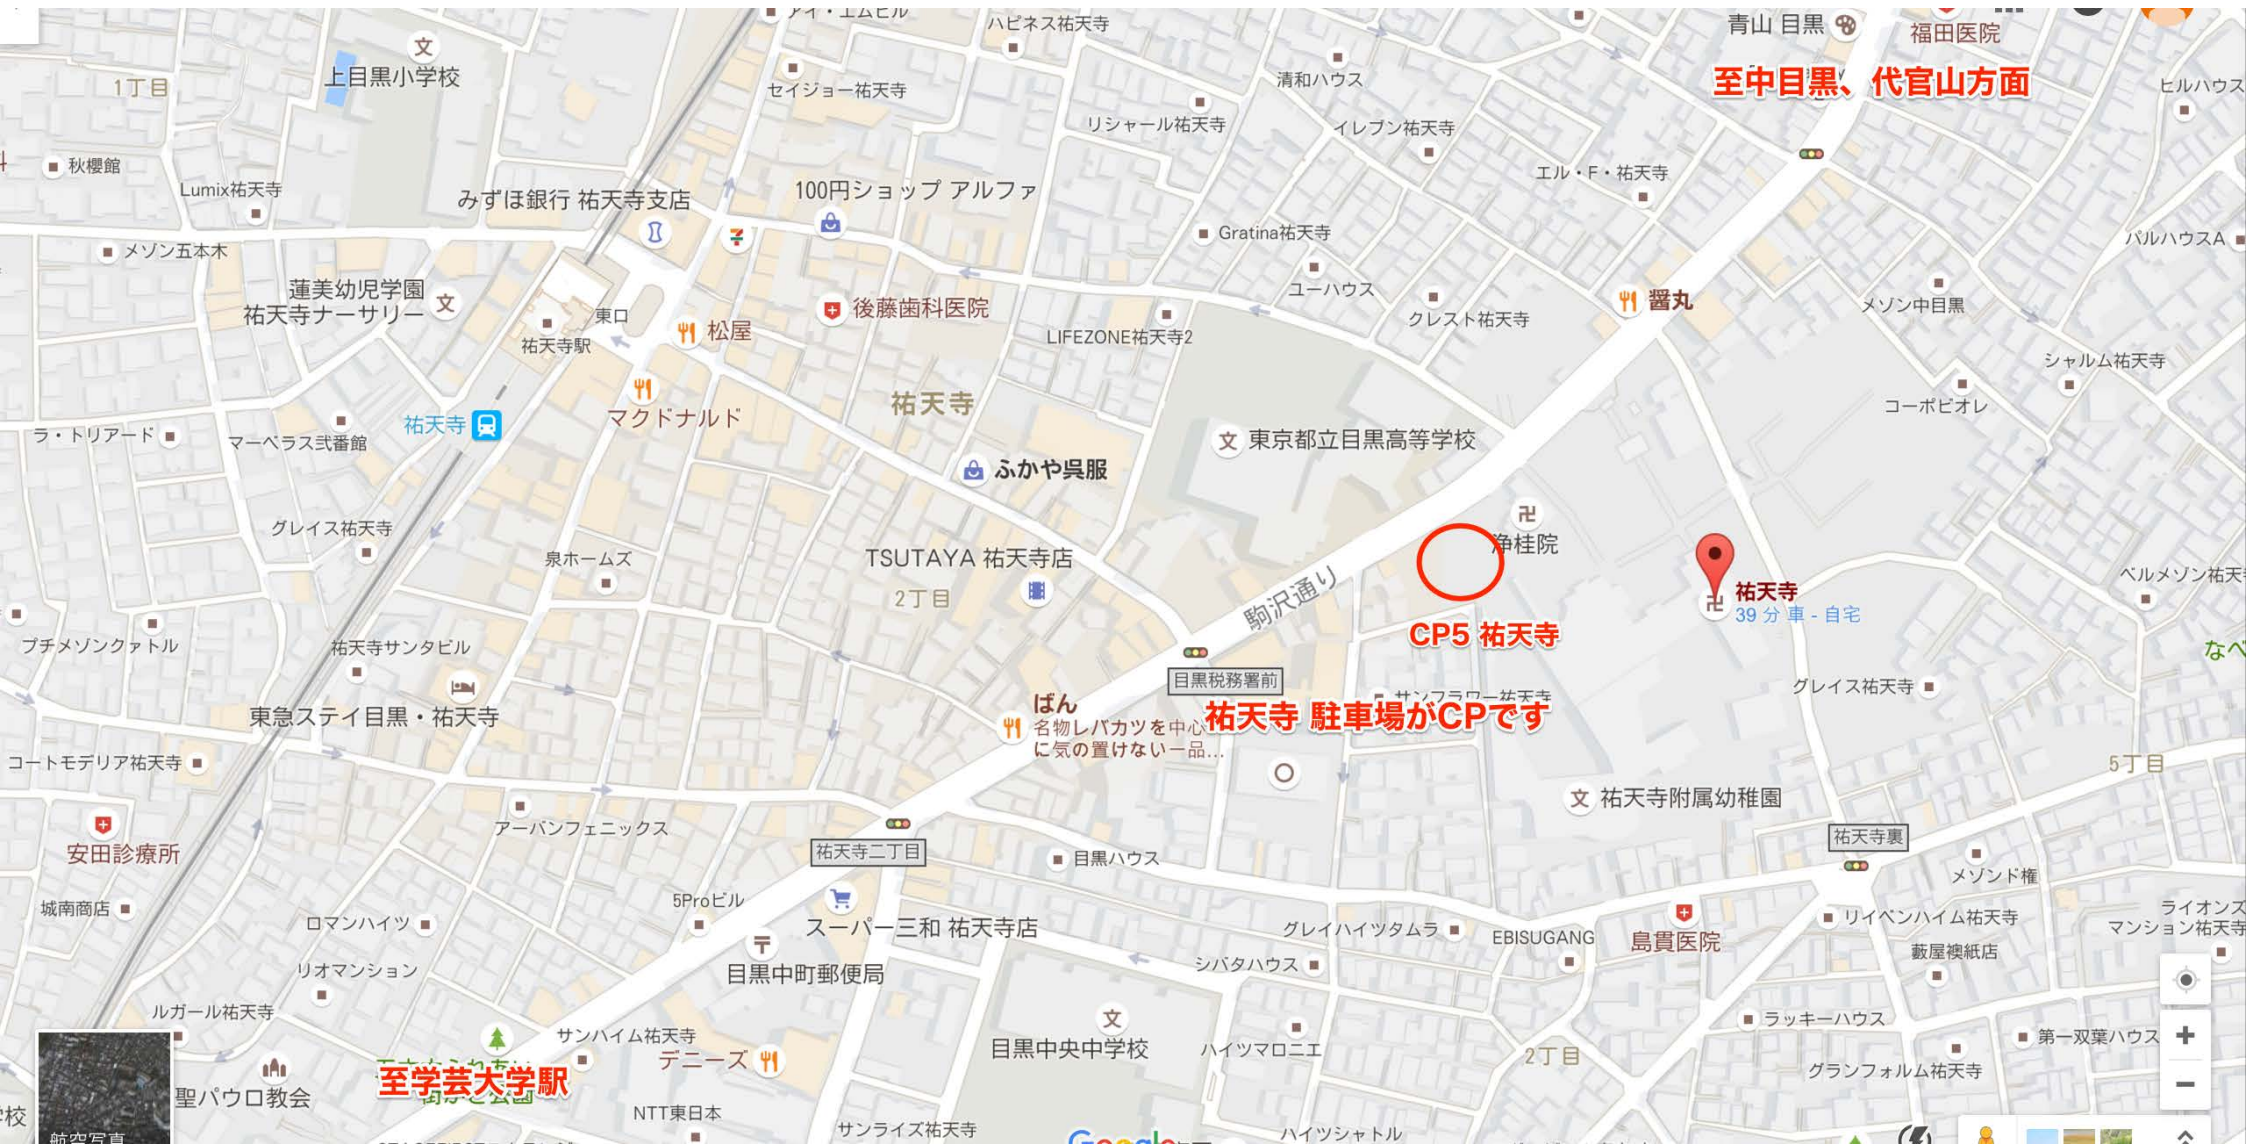 アイ・エムビル
ハピネス祐天寺
青山 目黒
福田医院
上目黒小学校
1丁目
セイジョー祐天寺
清和ハウス
至中目黒、代官山方面
ヒルハウス
リシャール祐天寺
イレブン祐天寺
秋櫻館
Lumix祐天寺
みずほ銀行 祐天寺支店
100円ショップ アルファ
エル・F・祐天寺
Gratina祐天寺
パルハウスA
メゾン五本木
蓮美幼児学園
祐天寺ナーサリー
東口
祐天寺駅
松屋
後藤歯科医院
ユーハウス
LIFEZONE祐天寺2
クレスト祐天寺
醤丸
メゾン中目黒
シャルム祐天寺
コーポビオレ
マクドナルド
祐天寺
祐天寺
ラ・トリアード
マーベラス弐番館
東京都立目黒高等学校
ふかや呉服
グレイス祐天寺
泉ホームズ
TSUTAYA 祐天寺店
2丁目
浄桂院
駒沢通り
祐天寺
39 分 車 - 自宅
ベルメゾン祐天
CP5 祐天寺
プチメゾンクァトル
祐天寺サンタビル
なべ
目黒税務署前
サンフラワー祐天寺
グレイス祐天寺
東急ステイ目黒・祐天寺
ばん
名物レバカツを中心
に気の置けない一品...
祐天寺 駐車場がCPです
コートモデリア祐天寺
5丁目
祐天寺附属幼稚園
アーバンフェニックス
安田診療所
祐天寺二丁目
目黒ハウス
祐天寺裏
メゾンド権
5Proビル
城南商店
ロマンハイツ
スーパー三和 祐天寺店
グレイハイツタムラ
EBISUGANG
島貫医院
リイベンハイム祐天寺
ライオンズ
マンション祐天寺
藪屋襖紙店
リオマンション
目黒中町郵便局
シバタハウス
ルガール祐天寺
サンハイム祐天寺
デニーズ
目黒中央中学校
ハイツマロニエ
2丁目
ラッキーハウス
第一双葉ハウス
グランフォルム祐天寺
至学芸大学駅
聖パウロ教会
NTT東日本
サンライズ祐天寺
ハイツシャトル
学校
航空写真
Google